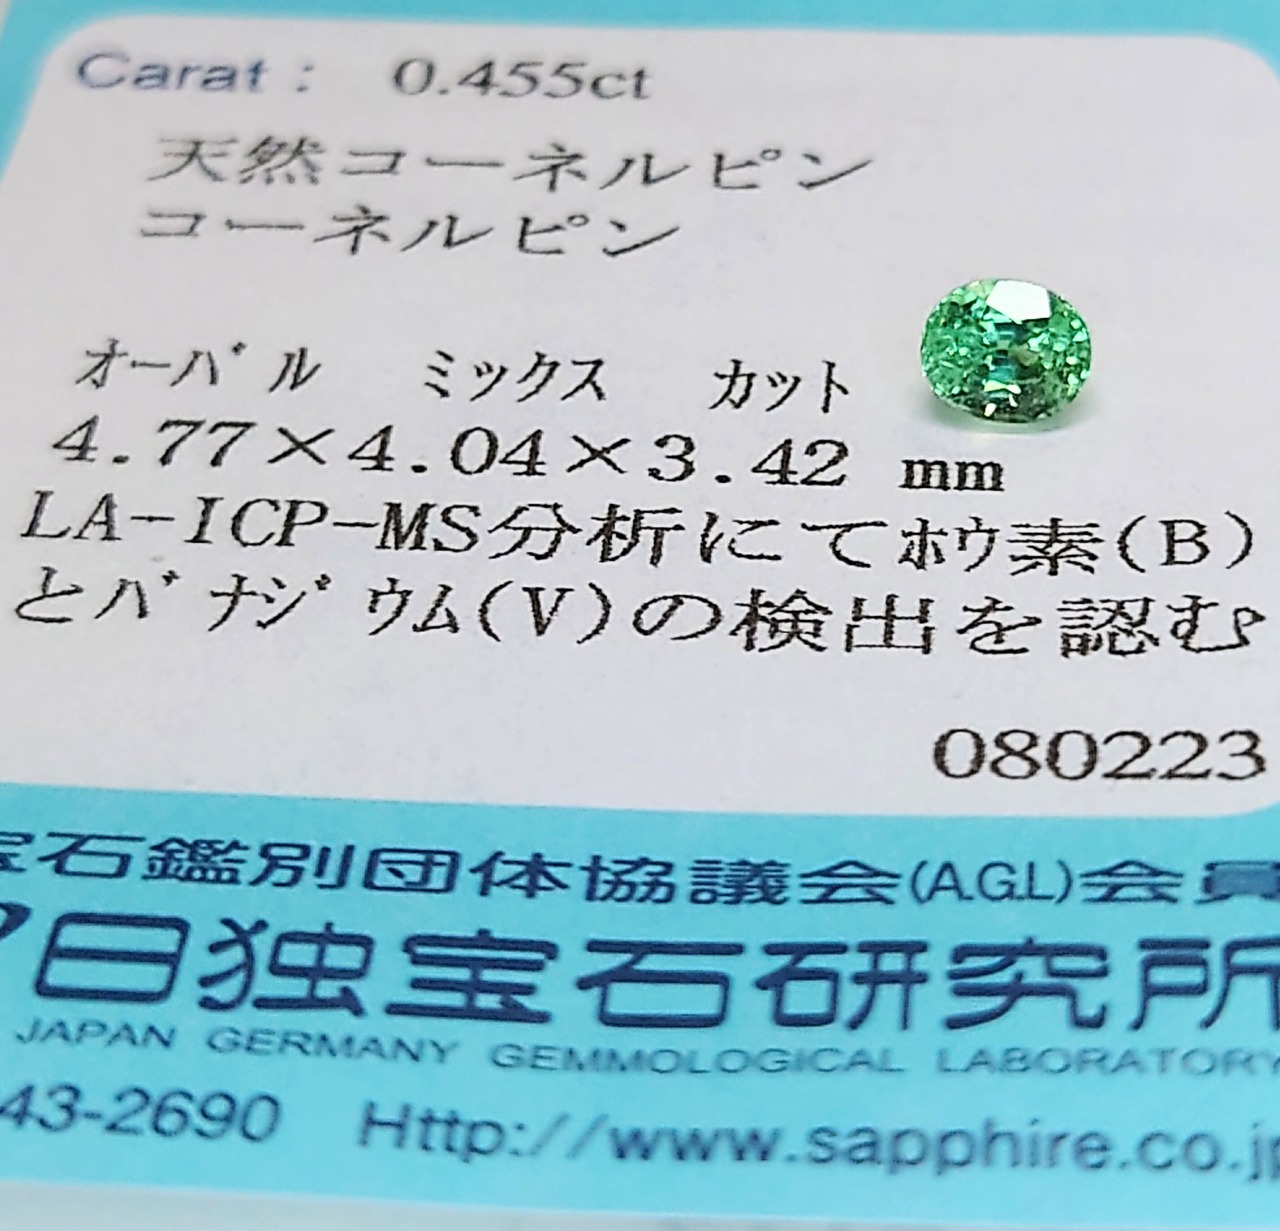 Carat : 0.455ct
天然コーネルピン
コーネルピン
ｵｰﾊﾞﾙ ﾐｯｸｽ ｶｯﾄ
4.77×4.04×3.42 mm
LA-ICP-MS分析にてﾎｳ素(B)
とﾊﾞﾅｼﾞｳﾑ(V)の検出を認む
080223
宝石鑑別団体協議会(A.G.L)会員
日独宝石研究所
JAPAN GERMANY GEMMOLOGICAL LABORATORY
43-2690 Http://www.sapphire.co.jp